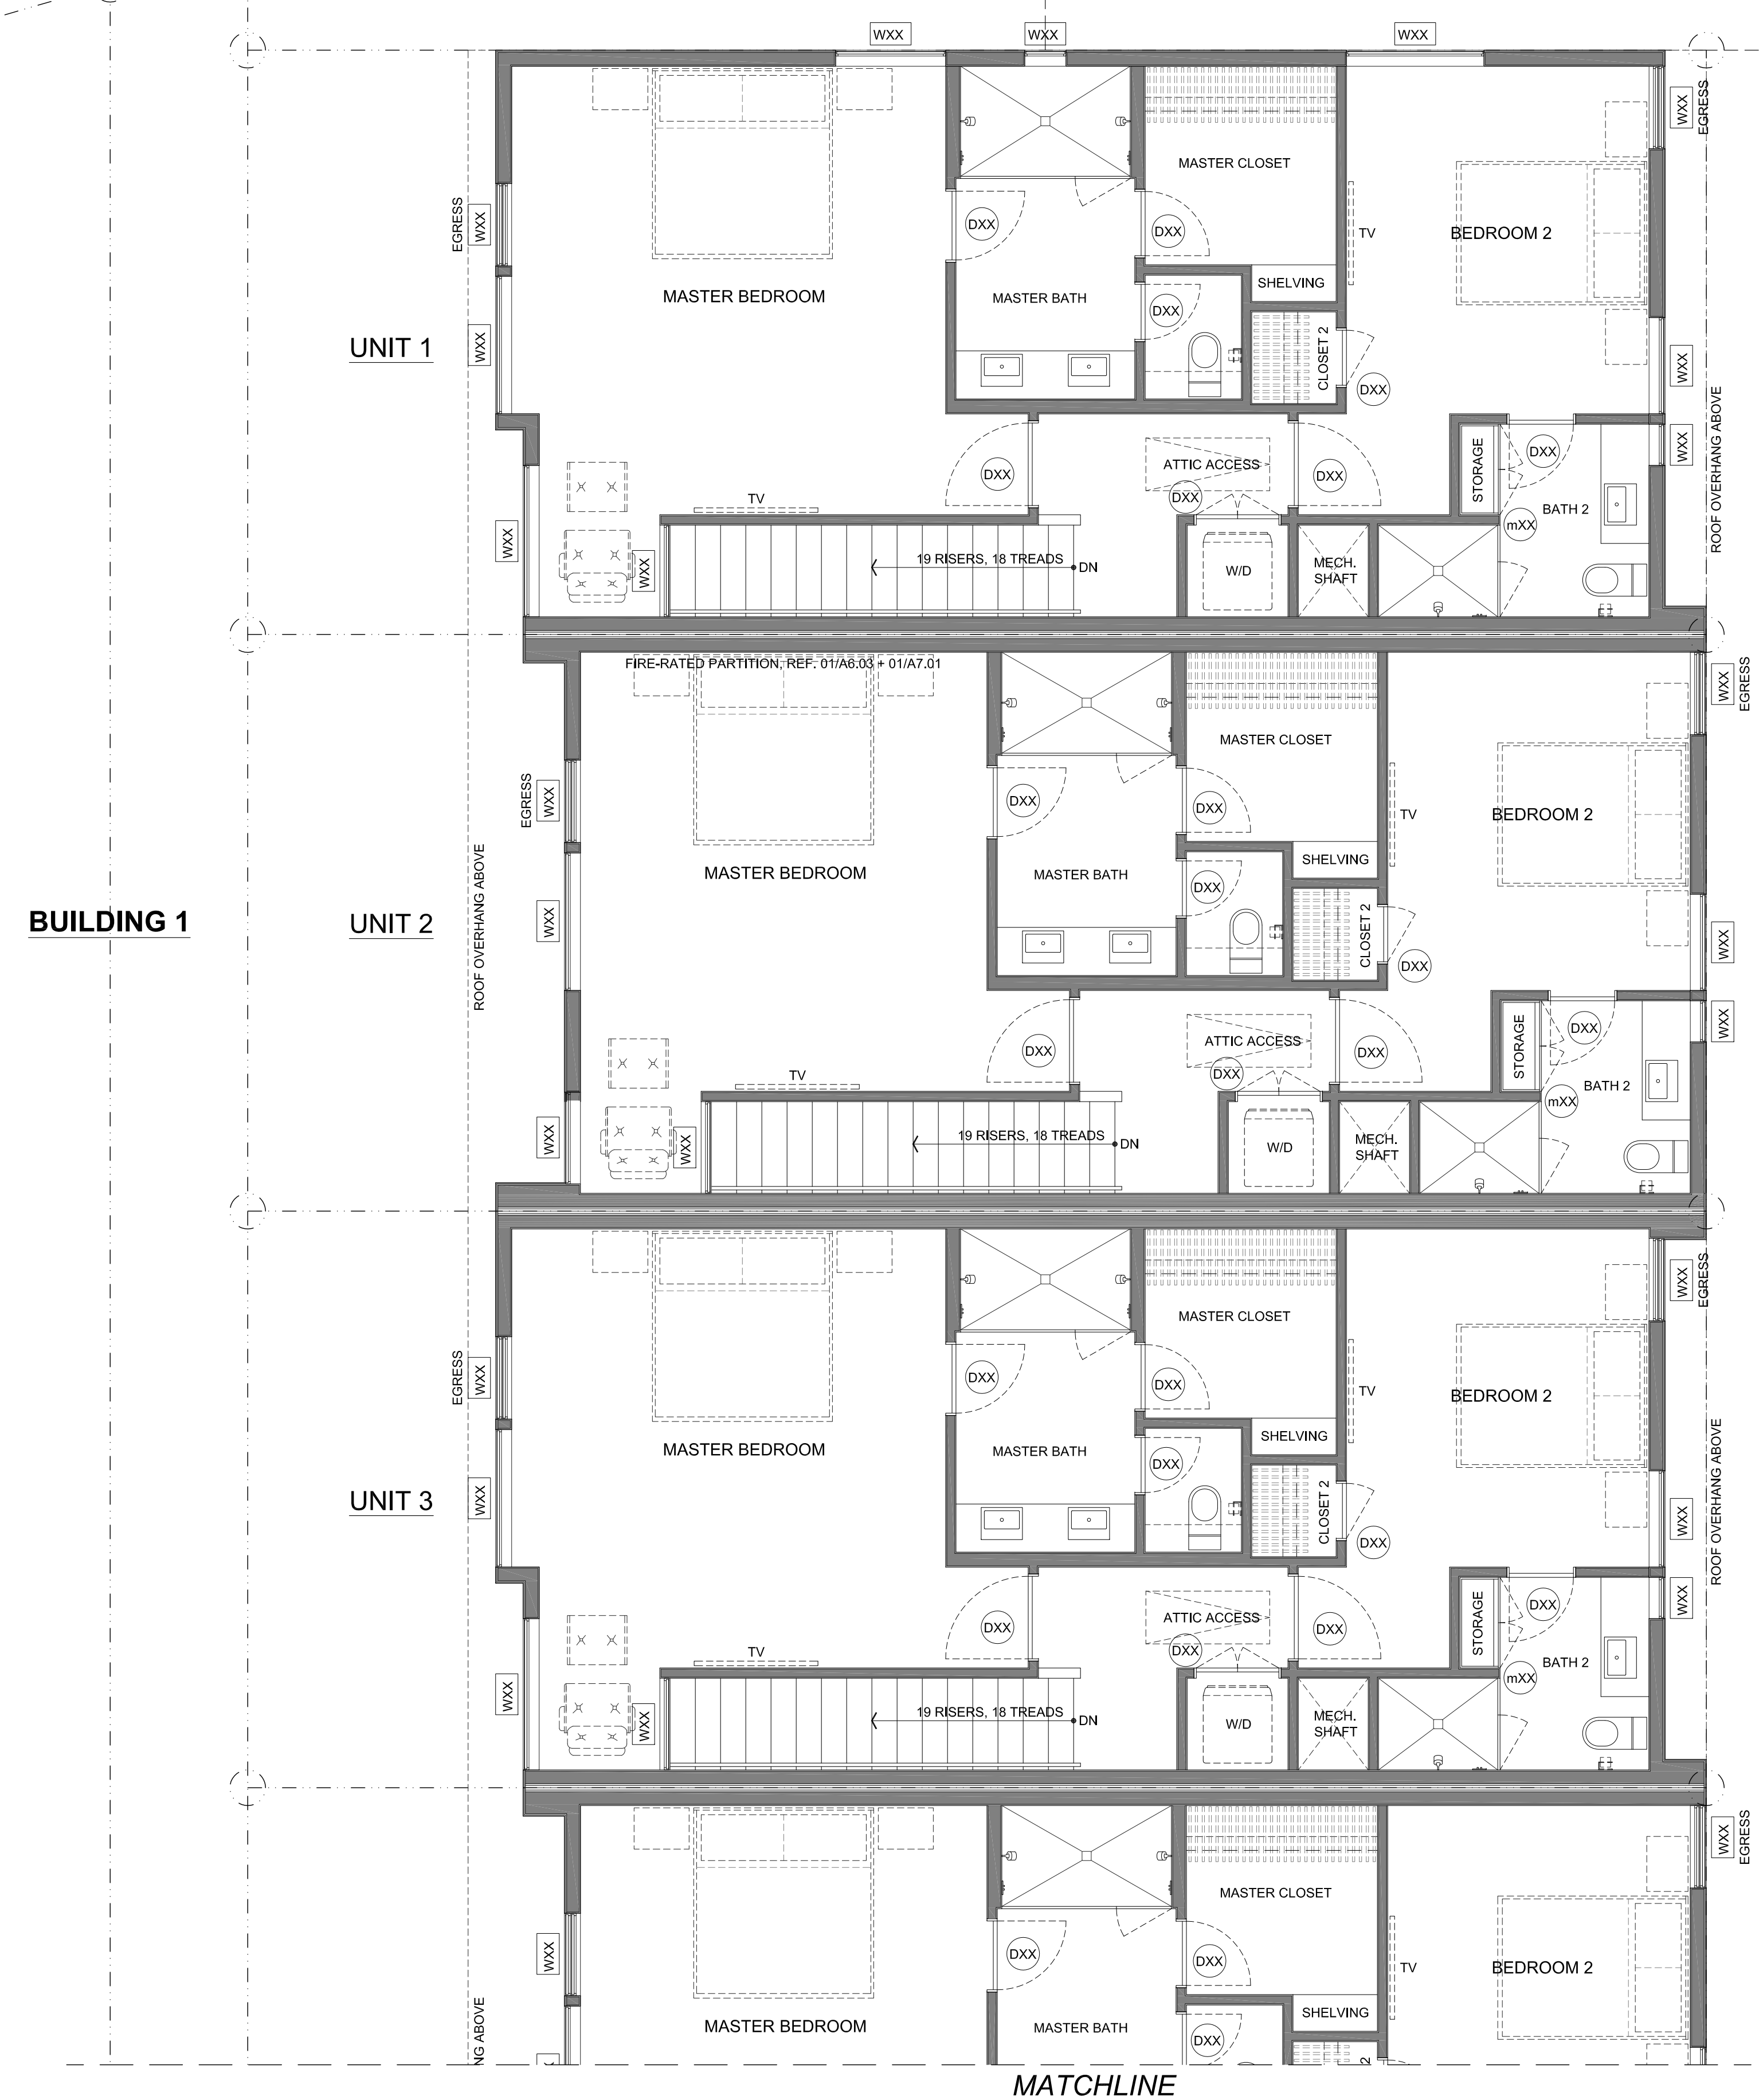 WXX
WXX
WXX
WXX
EGRESS
MASTER CLOSET
EGRESS
WXX
DXX
DXX
TV
BEDROOM 2
SHELVING
MASTER BEDROOM
MASTER BATH
DXX
UNIT 1
WXX
CLOSET 2
DXX
WXX
ROOF OVERHANG ABOVE
WXX
DXX
ATTIC ACCESS
DXX
DXX
STORAGE
DXX
BATH 2
mXX
TV
WXX
WXX
19 RISERS, 18 TREADS
DN
W/D
MECH.
SHAFT
FIRE-RATED PARTITION, REF. 01/A6.03 + 01/A7.01
WXX
EGRESS
MASTER CLOSET
EGRESS
WXX
DXX
DXX
TV
BEDROOM 2
SHELVING
MASTER BEDROOM
MASTER BATH
DXX
BUILDING 1
UNIT 2
ROOF OVERHANG ABOVE
WXX
CLOSET 2
DXX
WXX
WXX
DXX
ATTIC ACCESS
DXX
DXX
STORAGE
DXX
BATH 2
mXX
TV
WXX
WXX
19 RISERS, 18 TREADS
DN
W/D
MECH.
SHAFT
WXX
EGRESS
MASTER CLOSET
EGRESS
WXX
DXX
DXX
TV
BEDROOM 2
SHELVING
MASTER BEDROOM
MASTER BATH
DXX
UNIT 3
WXX
CLOSET 2
DXX
WXX
ROOF OVERHANG ABOVE
WXX
DXX
ATTIC ACCESS
DXX
DXX
STORAGE
DXX
BATH 2
mXX
TV
WXX
WXX
19 RISERS, 18 TREADS
DN
W/D
MECH.
SHAFT
WXX
EGRESS
MASTER CLOSET
WXX
DXX
DXX
TV
BEDROOM 2
SHELVING
MASTER BEDROOM
MASTER BATH
DXX
NG ABOVE
2
MATCHLINE